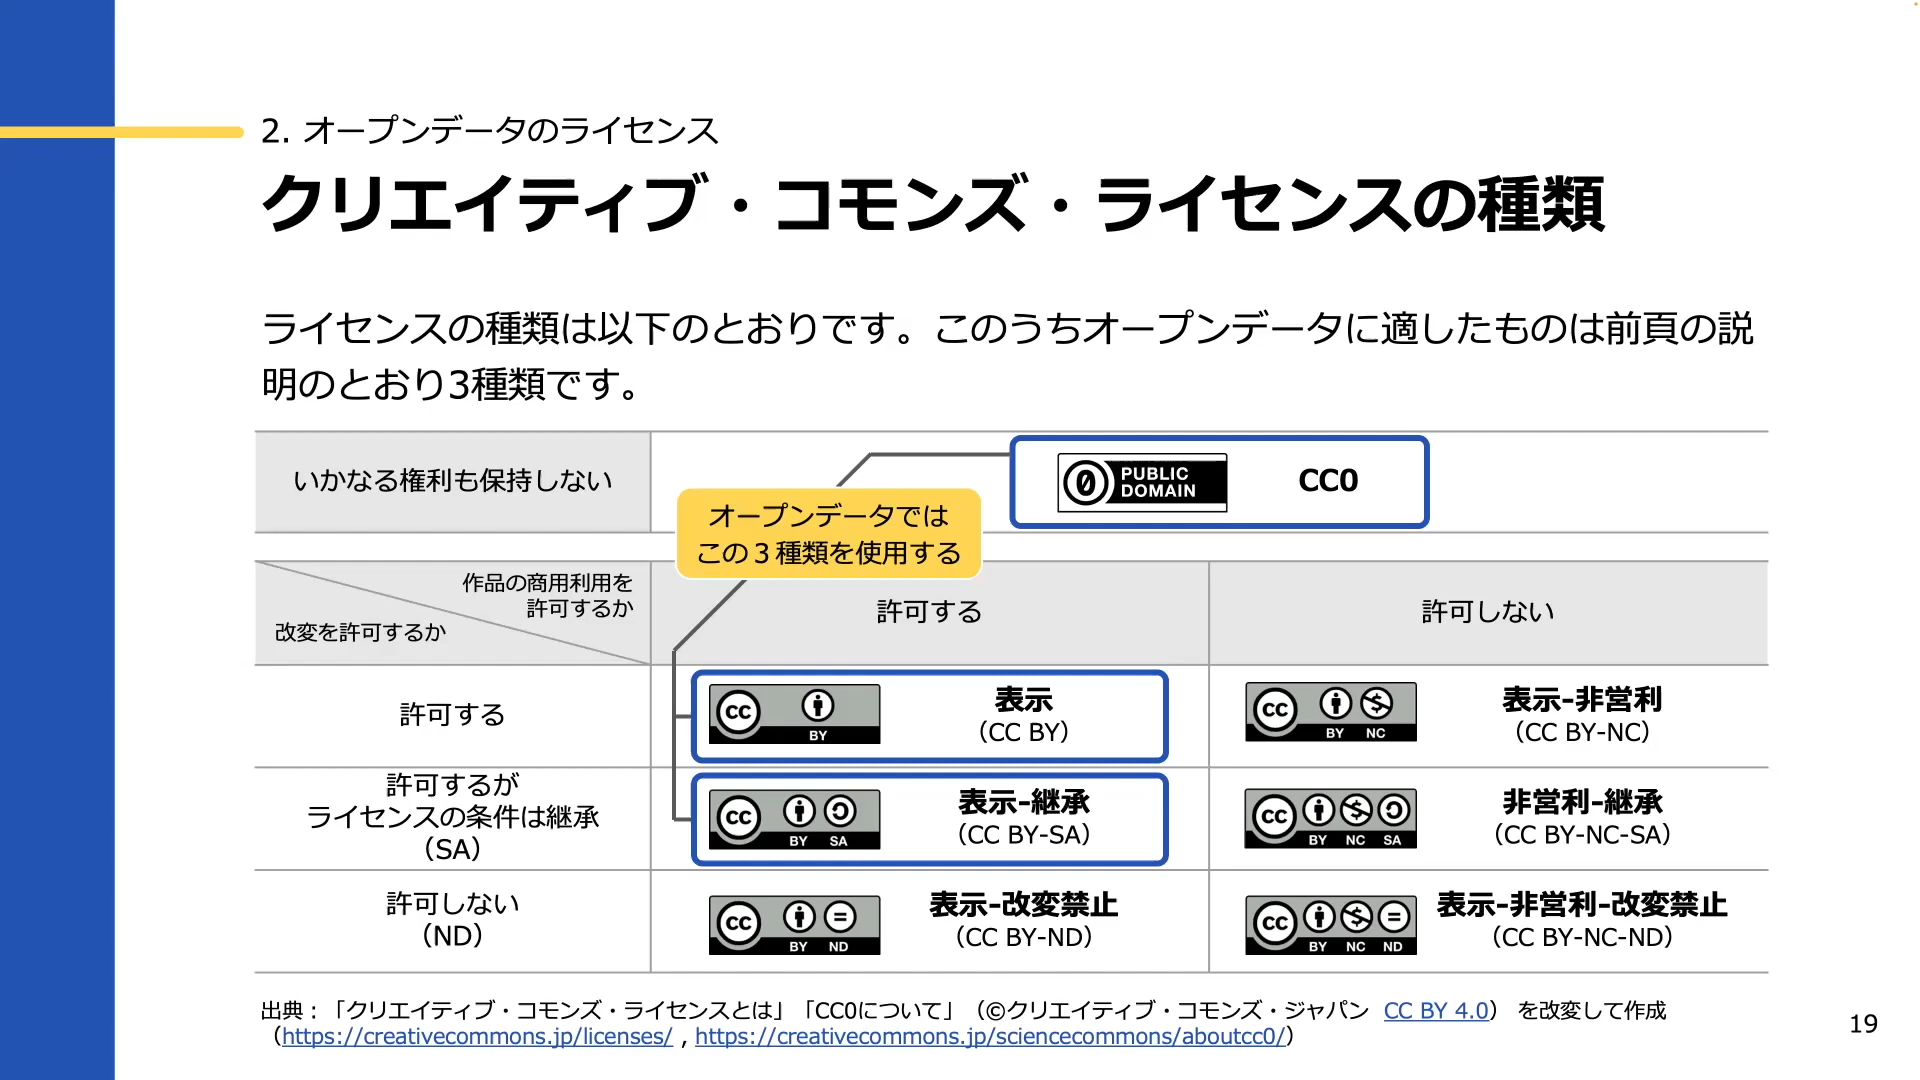 2. オープンデータのライセンス
クリエイティブ・コモンズ・ライセンスの種類
ライセンスの種類は以下のとおりです。このうちオープンデータに適したものは前頁の説
明のとおり3種類です。
いかなる権利も保持しない
0 PUBLIC
DOMAIN
CC0
オープンデータでは
この３種類を使用する
作品の商用利用を
許可するか
改変を許可するか
許可する
許可しない
許可する
cc
BY
表示
（CC BY）
cc
BY NC
表示-非営利
（CC BY-NC）
許可するが
ライセンスの条件は継承
（SA）
cc
BY SA
表示-継承
（CC BY-SA）
cc
BY NC SA
非営利-継承
（CC BY-NC-SA）
許可しない
（ND）
cc
BY ND
表示-改変禁止
（CC BY-ND）
cc
BY NC ND
表示-非営利-改変禁止
（CC BY-NC-ND）
出典：「クリエイティブ・コモンズ・ライセンスとは」「CC0について」（©クリエイティブ・コモンズ・ジャパン CC BY 4.0） を改変して作成
（https://creativecommons.jp/licenses/ , https://creativecommons.jp/sciencecommons/aboutcc0/）
19